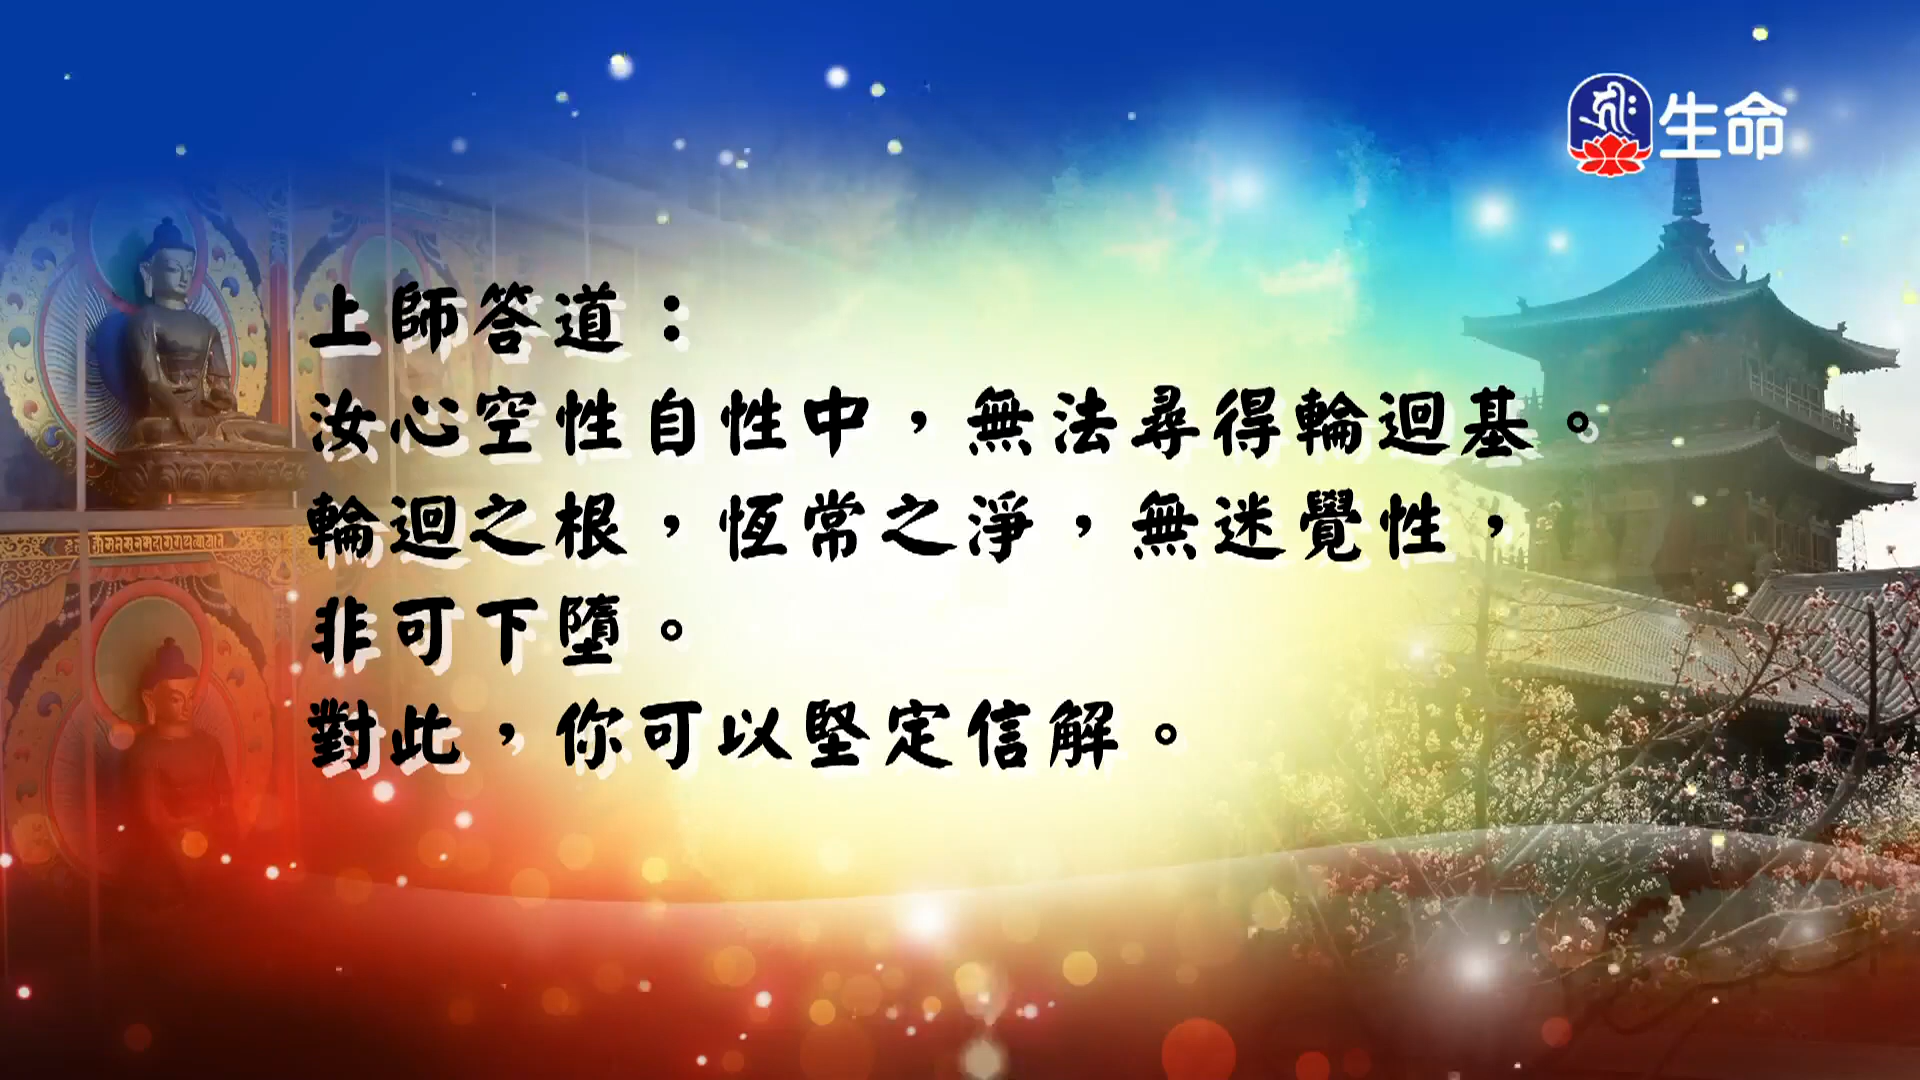 生命
上師答道：
汝心空性自性中，無法尋得輪迴基。
輪迴之根，恆常之淨，無迷覺性，
非可下墮。
對此，你可以堅定信解。